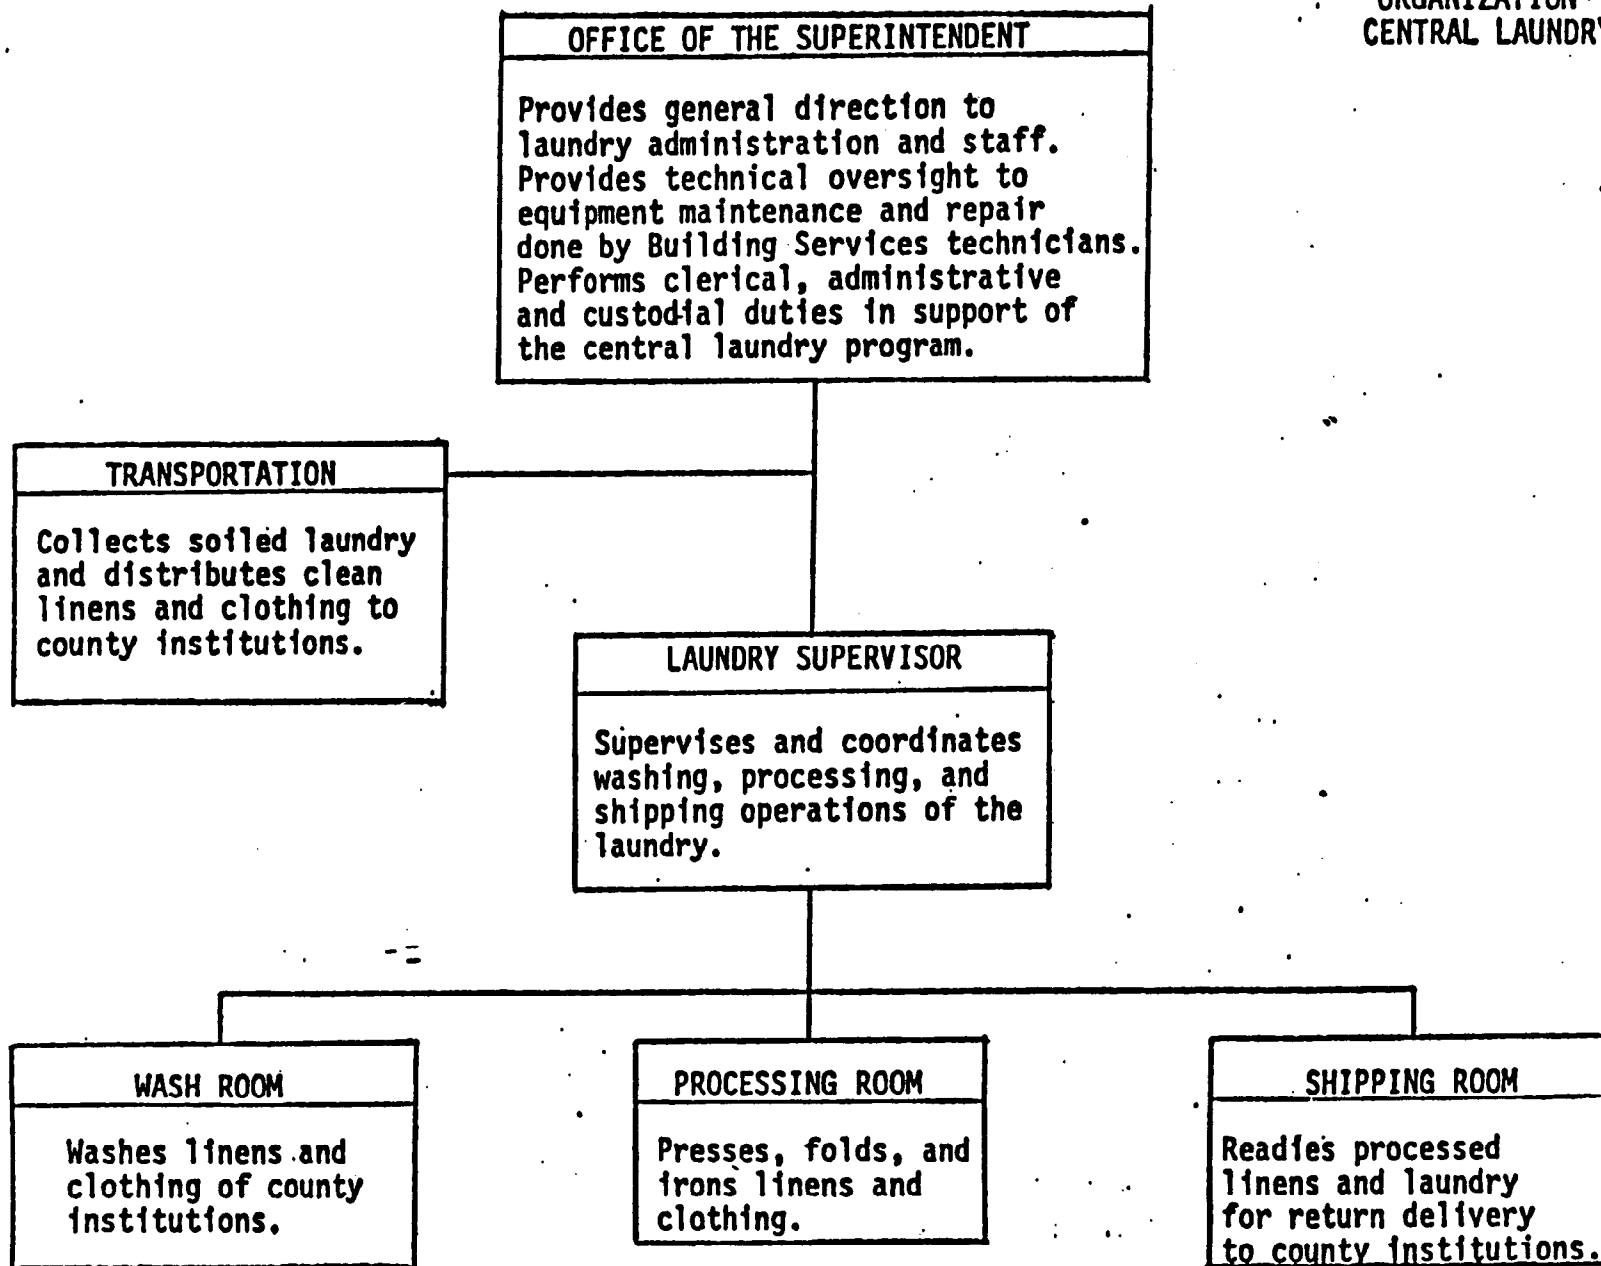 ORGANIZATION
CENTRAL LAUNDRY
OFFICE OF THE SUPERINTENDENT
Provides general direction to
laundry administration and staff.
Provides technical oversight to
equipment maintenance and repair
done by Building Services technicians.
Performs clerical, administrative
and custodial duties in support of
the central laundry program.
TRANSPORTATION
Collects soiled laundry
and distributes clean
linens and clothing to
county institutions.
LAUNDRY SUPERVISOR
Supervises and coordinates
washing, processing, and
shipping operations of the
laundry.
WASH ROOM
Washes linens and
clothing of county
institutions.
PROCESSING ROOM
Presses, folds, and
irons linens and
clothing.
SHIPPING ROOM
Readies processed
linens and laundry
for return delivery
to county institutions.